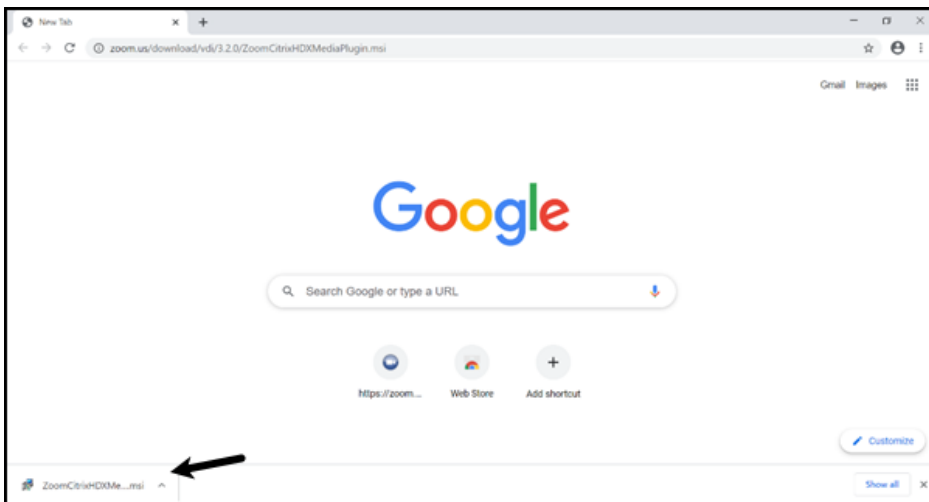 New Tab
zoom.us/download/vdi/3.2.0/ZoomCitrixHDXMediaPlugin.msi
Gmail Images
Google
Search Google or type a URL
https://zoom.... Web Store Add shortcut
Customize
ZoomCitrixHDXMe....msi Show all